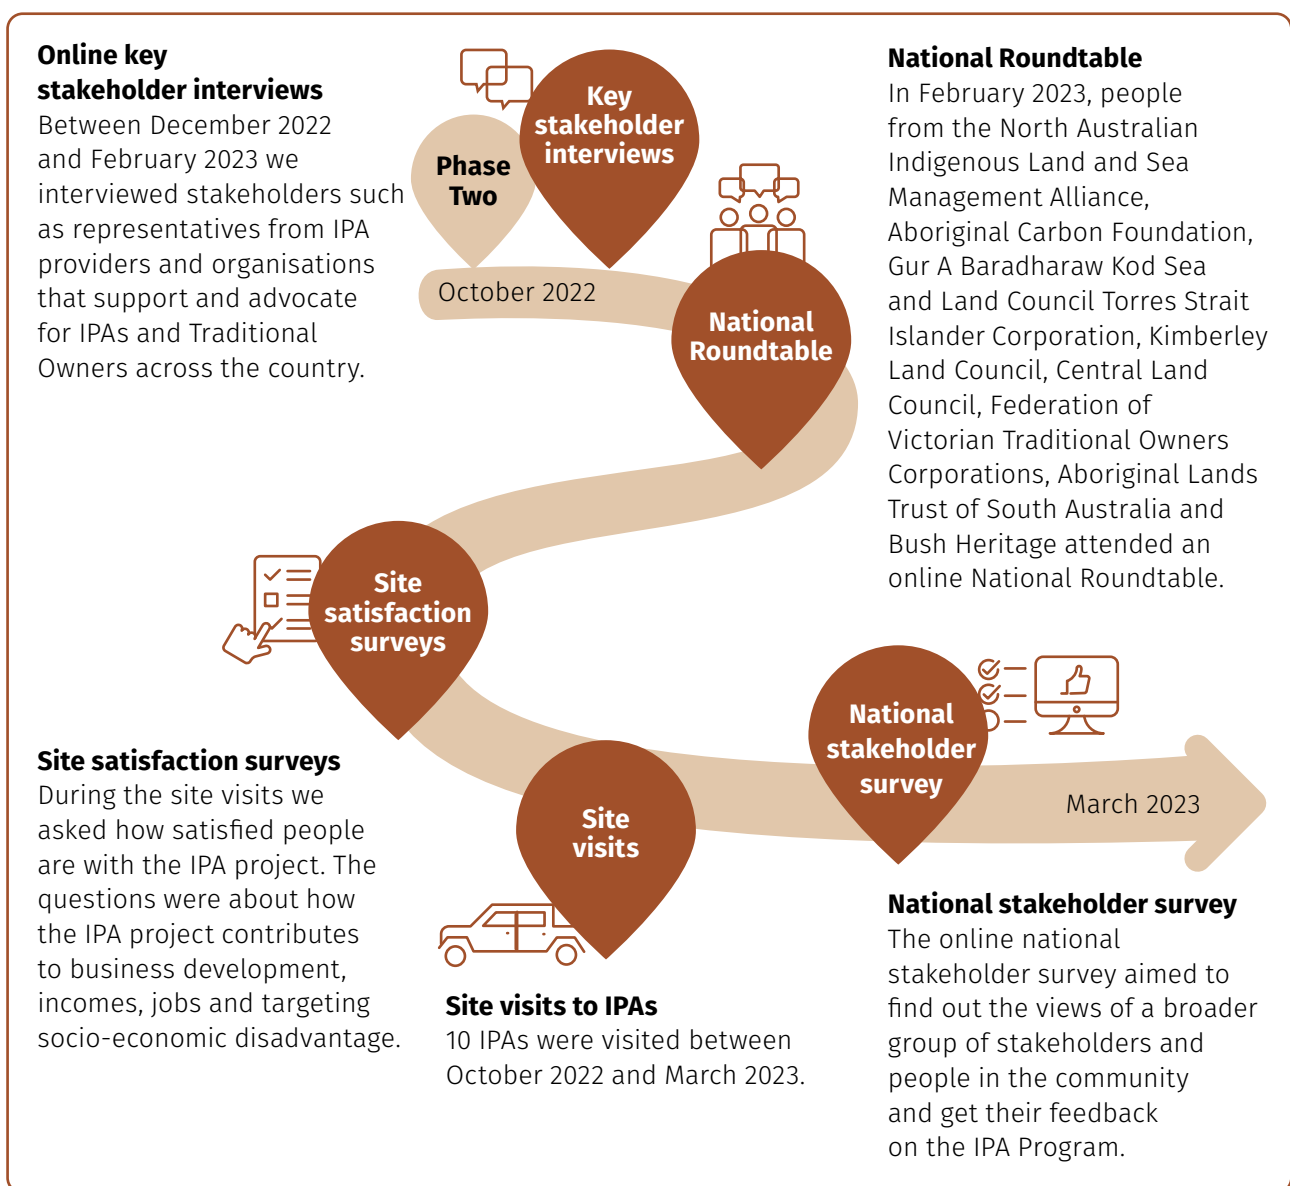 Online key
stakeholder interviews
Between December 2022
and February 2023 we
interviewed stakeholders such
as representatives from IPA
providers and organisations
that support and advocate
for IPAs and Traditional
Owners across the country.
Phase
Two
Key
stakeholder
interviews
October 2022
National
Roundtable
National Roundtable
In February 2023, people
from the North Australian
Indigenous Land and Sea
Management Alliance,
Aboriginal Carbon Foundation,
Gur A Baradharaw Kod Sea
and Land Council Torres Strait
Islander Corporation, Kimberley
Land Council, Central Land
Council, Federation of
Victorian Traditional Owners
Corporations, Aboriginal Lands
Trust of South Australia and
Bush Heritage attended an
online National Roundtable.
Site
satisfaction
surveys
Site satisfaction surveys
During the site visits we
asked how satisfied people
are with the IPA project. The
questions were about how
the IPA project contributes
to business development,
incomes, jobs and targeting
socio-economic disadvantage.
Site
visits
Site visits to IPAs
10 IPAs were visited between
October 2022 and March 2023.
National
stakeholder
survey
March 2023
National stakeholder survey
The online national
stakeholder survey aimed to
find out the views of a broader
group of stakeholders and
people in the community
and get their feedback
on the IPA Program.